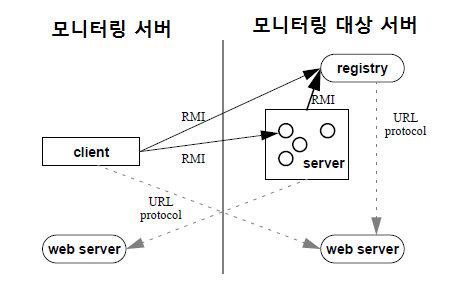 모니터링 서버
모니터링 대상 서버
registry
RMI
RMI
URL
protocol
client
RMI
server
URL
protocol
web server
web server